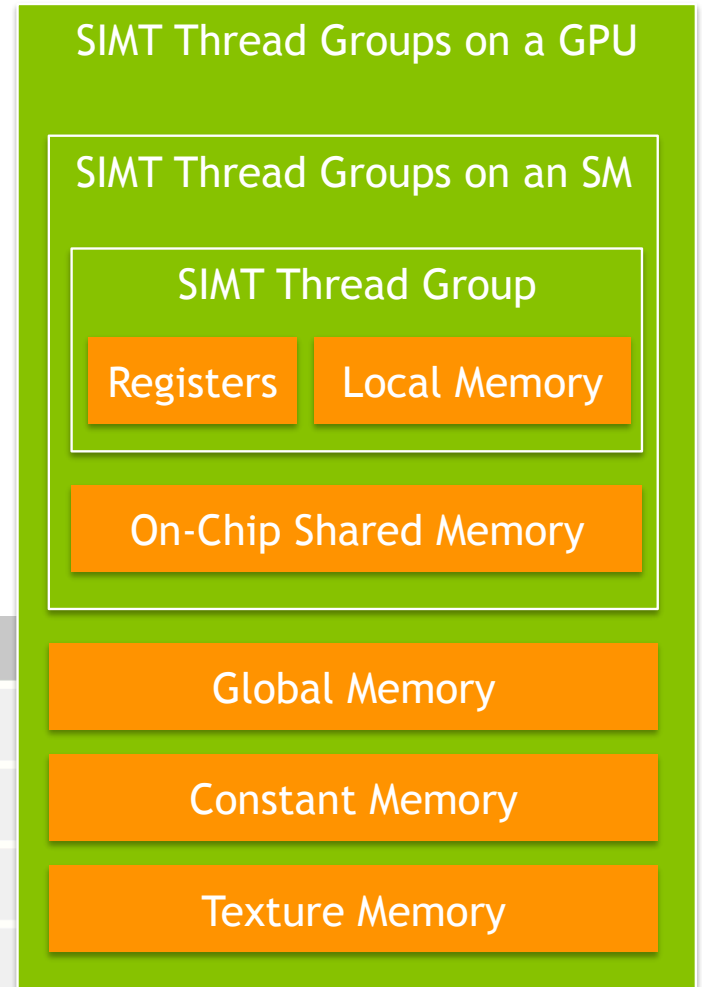 SIMT Thread Groups on a GPU
SIMT Thread Groups on an SM
SIMT Thread Group
Registers
Local Memory
On-Chip Shared Memory
Global Memory
Constant Memory
Texture Memory